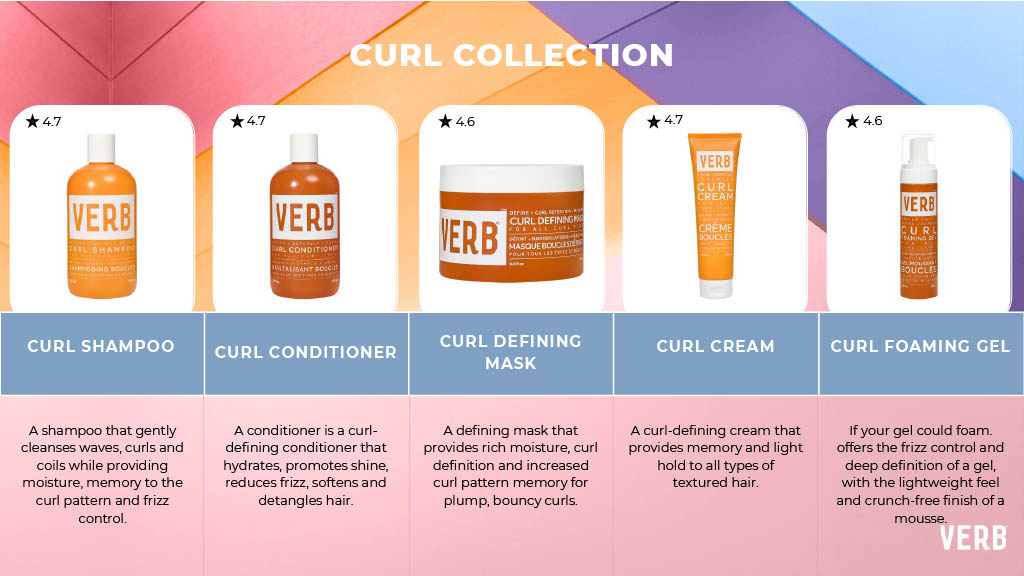 CURL COLLECTION
★ 4.7
★ 4.7
★ 4.6
★ 4.7
★ 4.6
VERB
CURL SHAMPOO
SHAMPOOING BOUCLES
VERB
CURL CONDITIONER
REVITALISANT BOUCLES
VERB
CURL DEFINING MASK
FOR ALL CURL
MASQUE BOUCLES
POUR TOUS LES TYPES DE
VERB
CURL
CREAM
CRÈME
BOUCLES
VERB
CURL
FOAMING GEL
GEL MOUSSANT
BOUCLES
CURL SHAMPOO
CURL CONDITIONER
CURL DEFINING
MASK
CURL CREAM
CURL FOAMING GEL
A shampoo that gently
cleanses waves, curls and
coils while providing
moisture, memory to the
curl pattern and frizz
control.
A conditioner is a curl-
defining conditioner that
hydrates, promotes shine,
reduces frizz, softens and
detangles hair.
A defining mask that
provides rich moisture, curl
definition and increased
curl pattern memory for
plump, bouncy curls.
A curl-defining cream that
provides memory and light
hold to all types of
textured hair.
If your gel could foam.
offers the frizz control and
deep definition of a gel,
with the lightweight feel
and crunch-free finish of a
mousse.
VERB